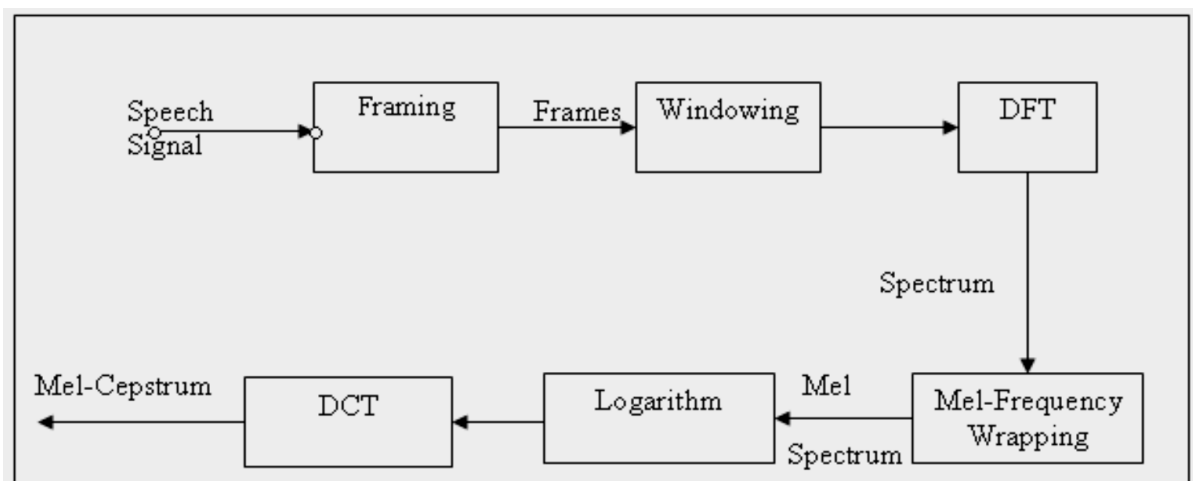 Speech
Signal
Framing
Frames
Windowing
DFT
Spectrum
Mel-Frequency
Wrapping
Mel
Spectrum
Logarithm
DCT
Mel-Cepstrum